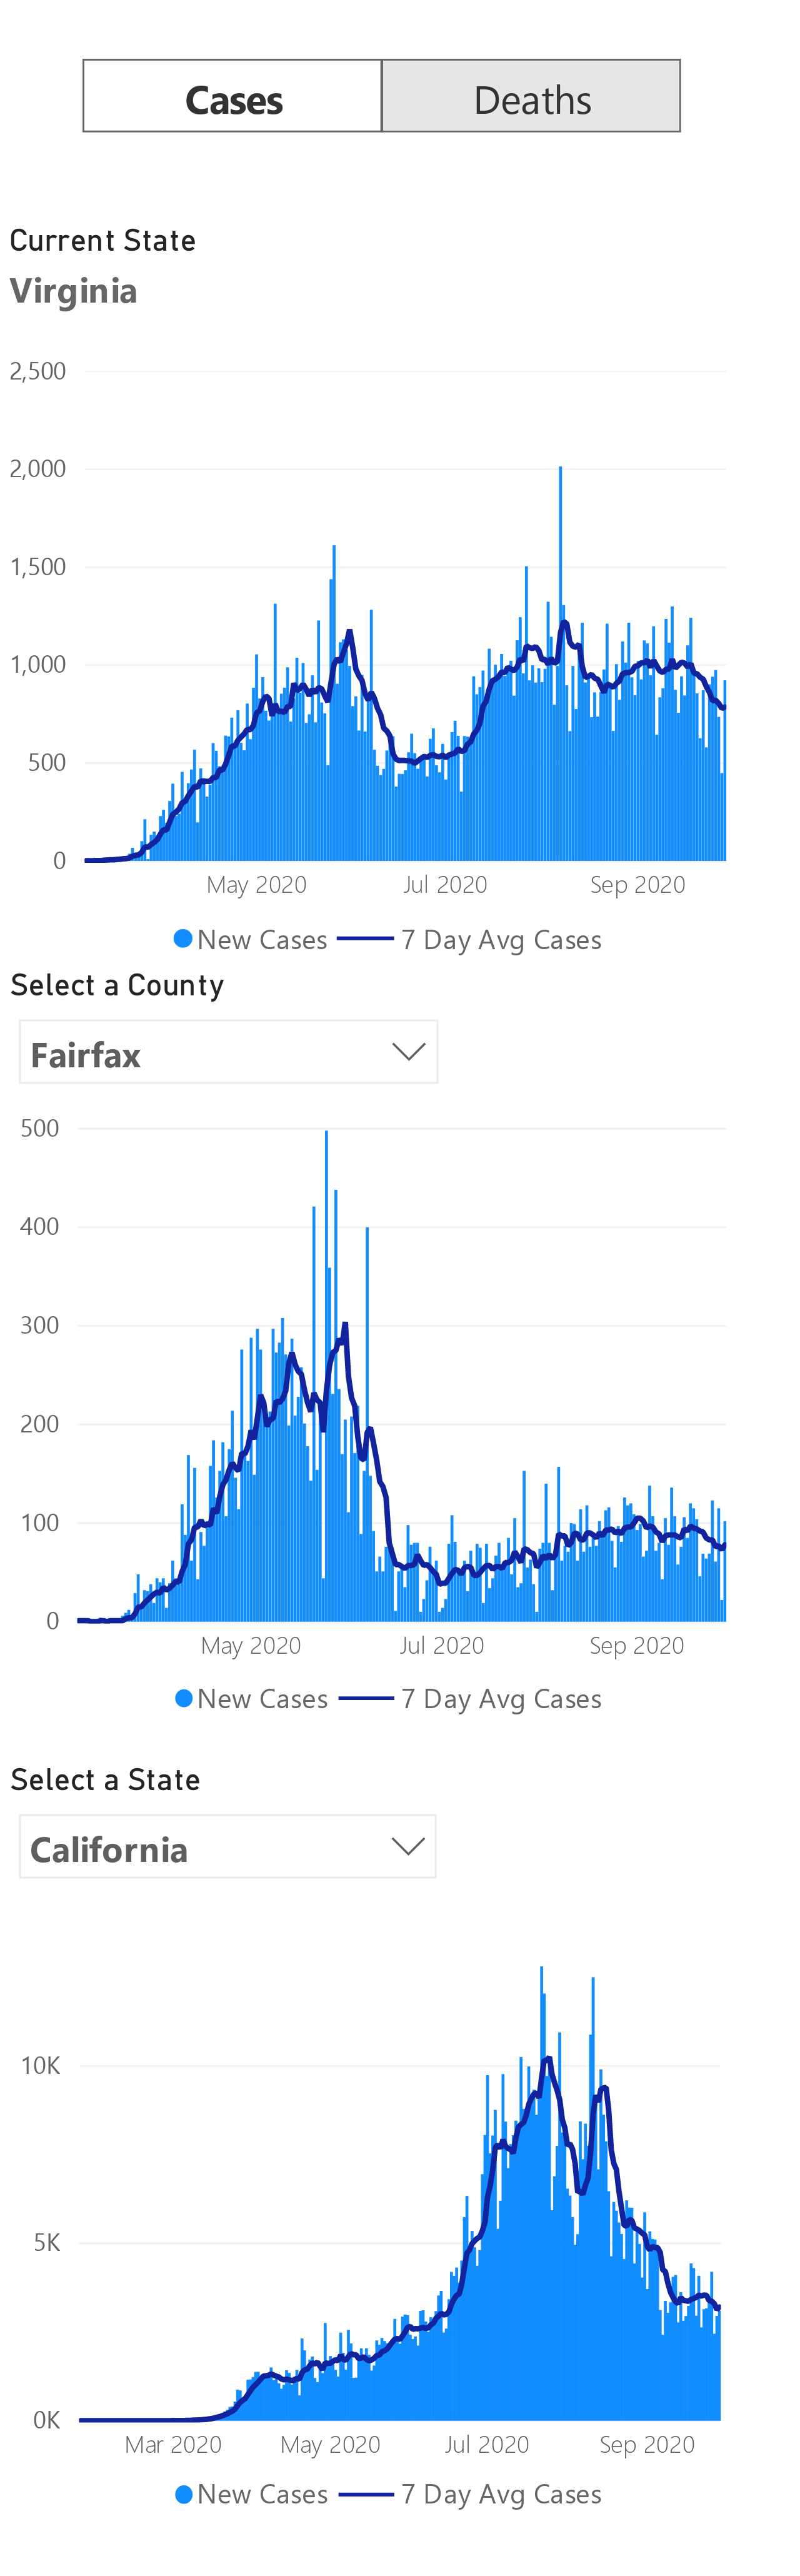 Cases Deaths
Current State
Virginia
2,500
2,000
1,500
1,000
500
0
May 2020 Jul 2020 Sep 2020
New Cases 7 Day Avg Cases
Select a County
Fairfax
500
400
300
200
100
0
May 2020 Jul 2020 Sep 2020
New Cases 7 Day Avg Cases
Select a State
California
10K
5K
0K
Mar 2020 May 2020 Jul 2020 Sep 2020
New Cases 7 Day Avg Cases